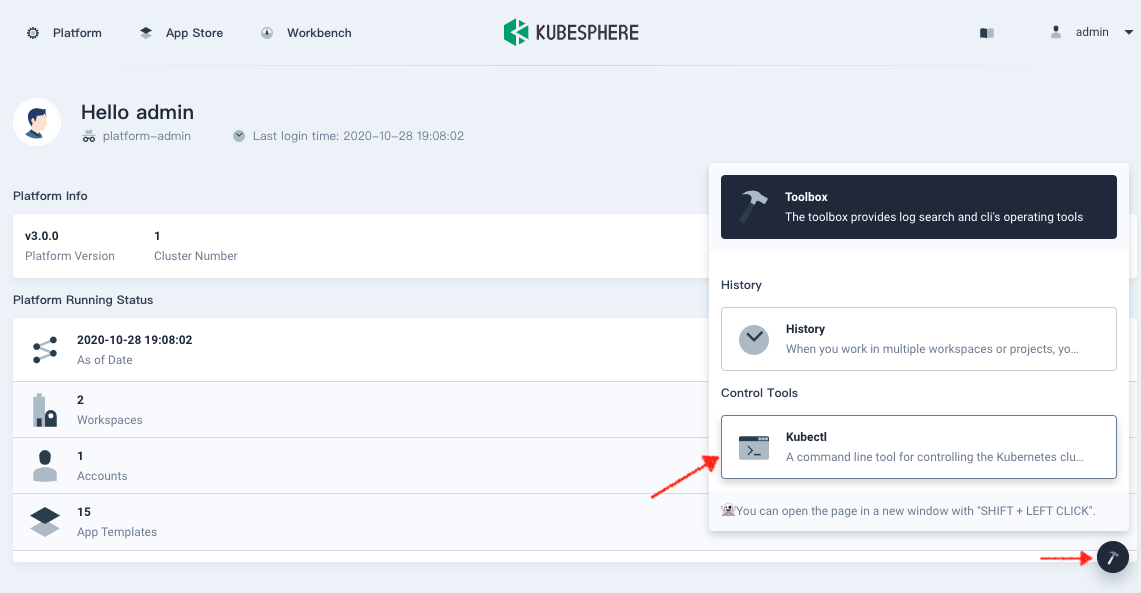 Platform
App Store
Workbench
KUBESPHERE
admin
Hello admin
platform-admin
Last login time: 2020-10-28 19:08:02
Platform Info
v3.0.0
Platform Version
1
Cluster Number
Platform Running Status
2020-10-28 19:08:02
As of Date
2
Workspaces
1
Accounts
15
App Templates
Toolbox
The toolbox provides log search and cli's operating tools
History
History
When you work in multiple workspaces or projects, yo...
Control Tools
Kubectl
A command line tool for controlling the Kubernetes clu...
You can open the page in a new window with "SHIFT + LEFT CLICK".